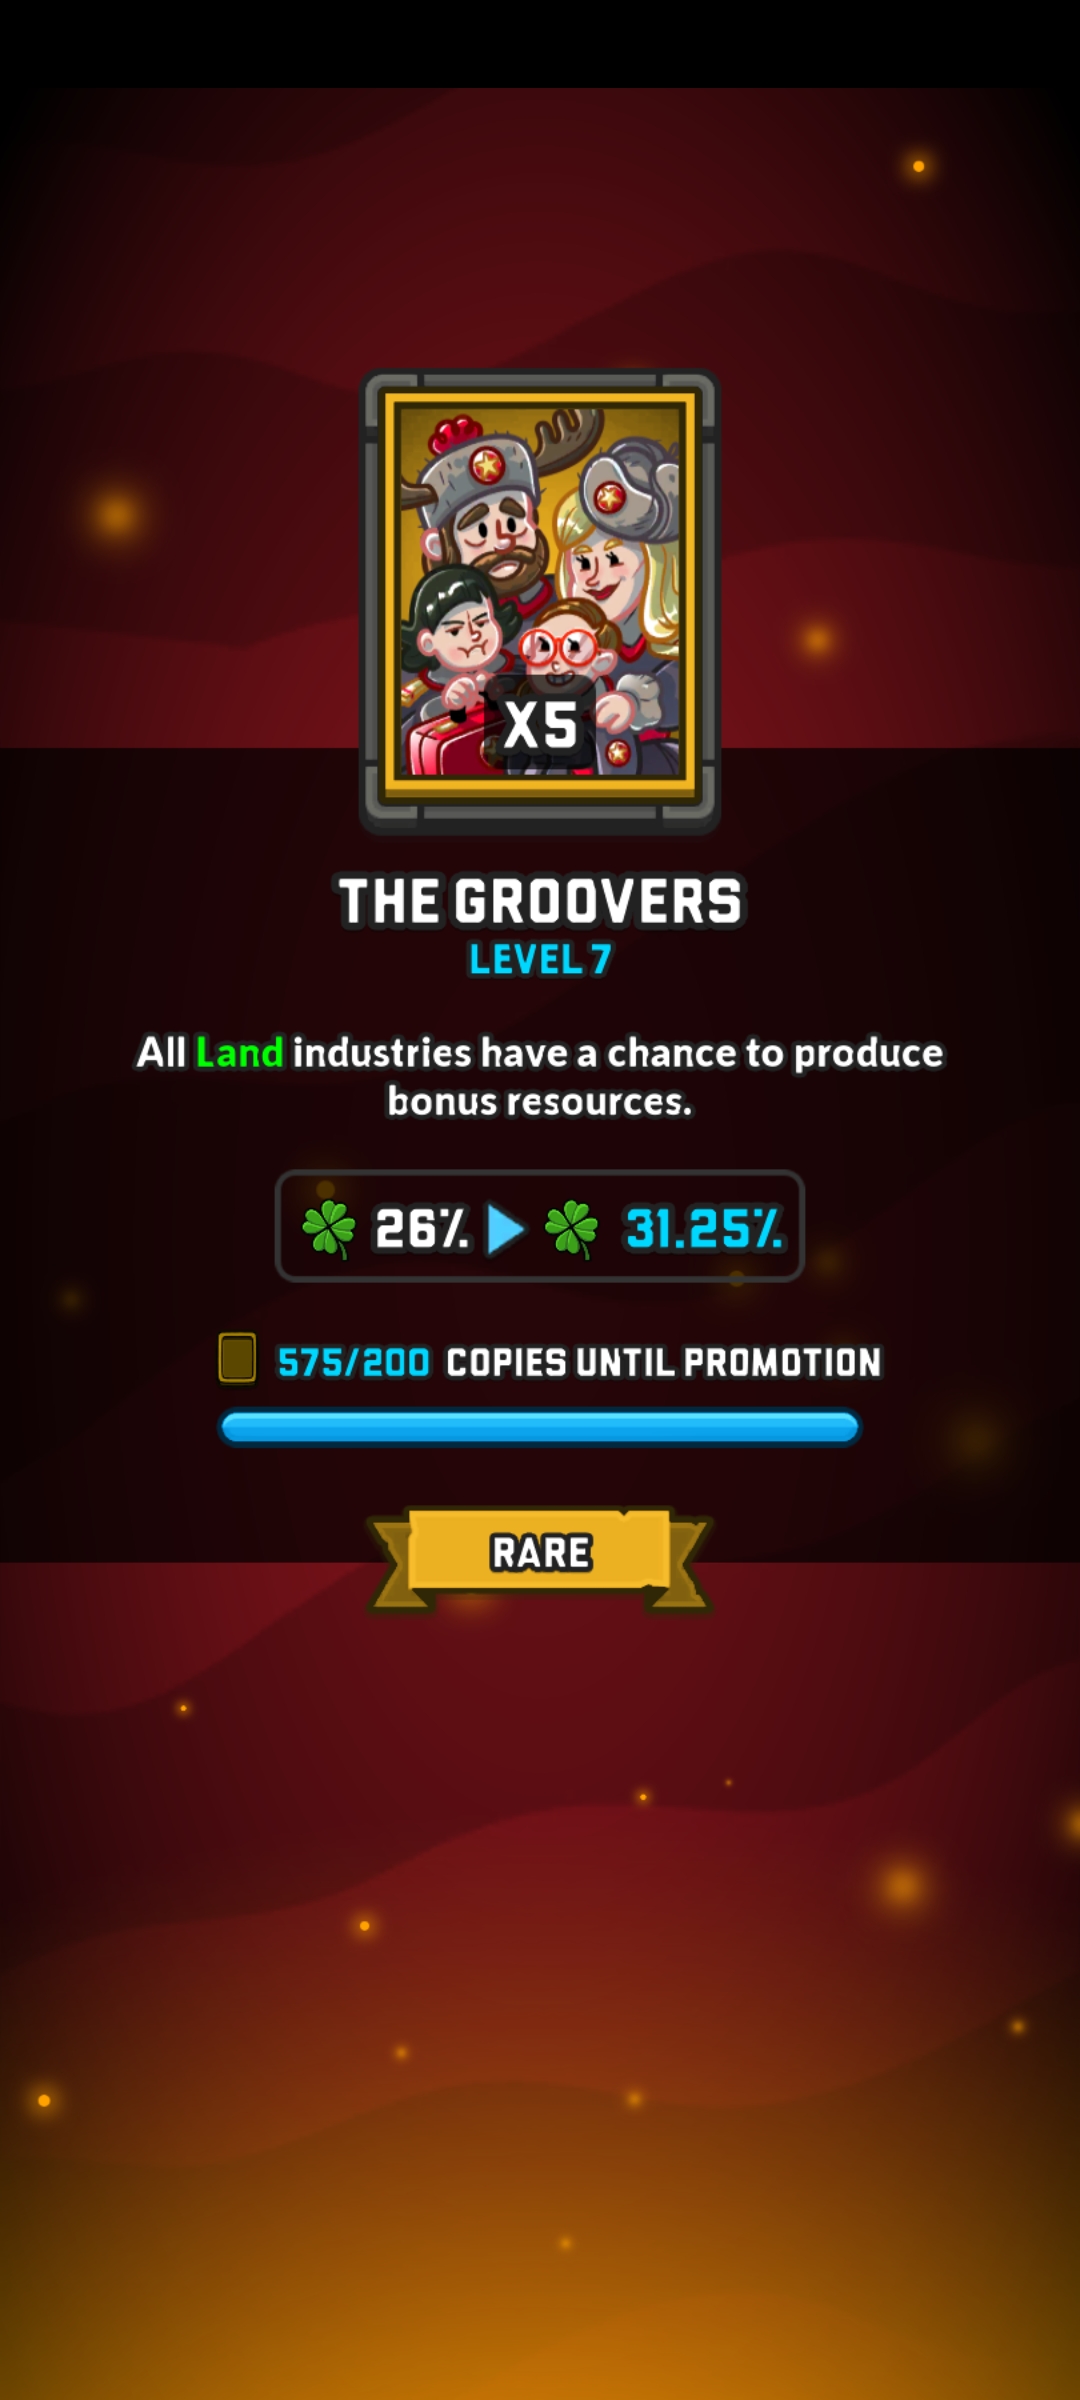 X5
THE GROOVERS
LEVEL 7
All Land industries have a chance to produce
bonus resources.
26% 31.25%
575/200 COPIES UNTIL PROMOTION
RARE